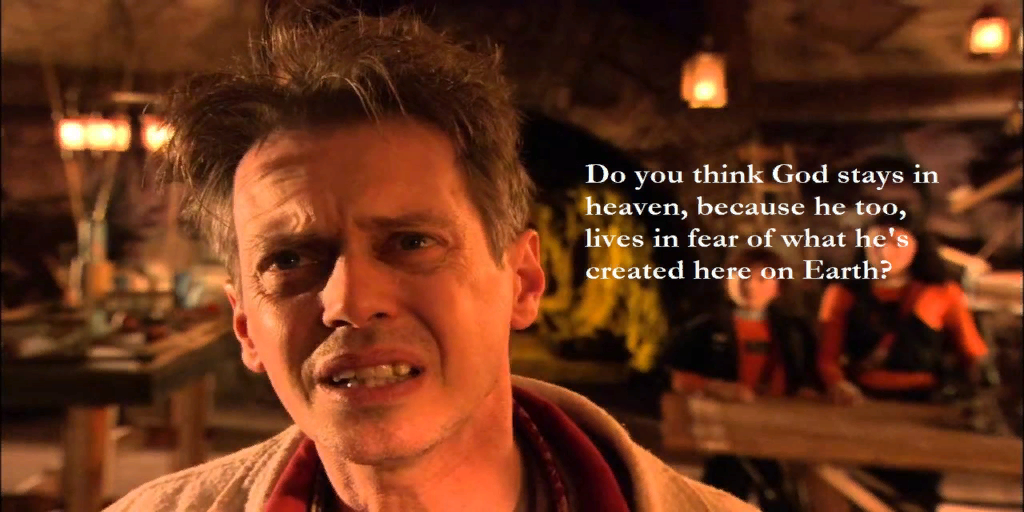 Do you think God stays in
heaven, because he too,
lives in fear of what he's
created here on Earth?